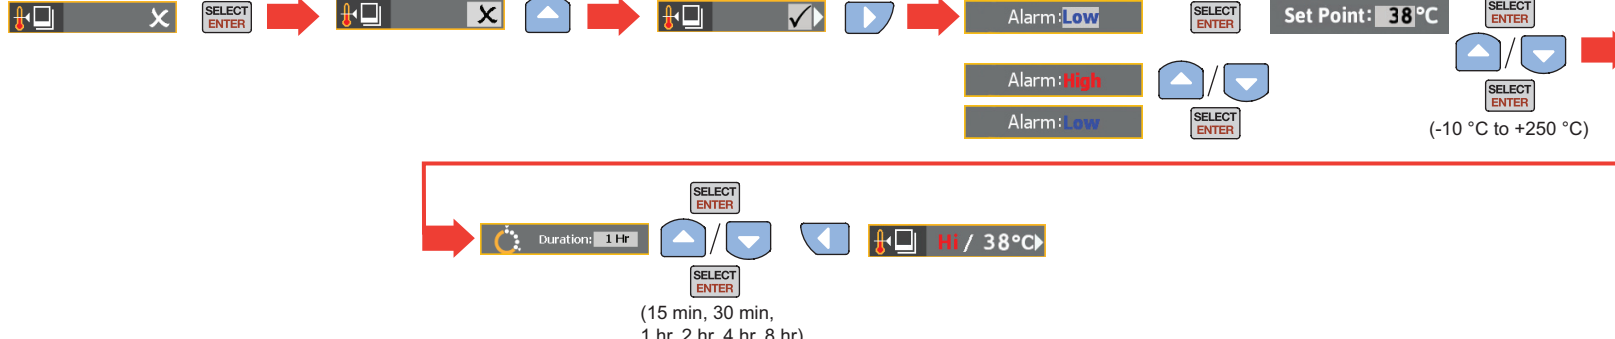 SELECT
ENTER
Alarm:Low
SELECT
ENTER
Set Point: 38°C
SELECT
ENTER
Alarm:High
Alarm:Low
SELECT
ENTER
SELECT
ENTER
(-10 °C to +250 °C)
SELECT
ENTER
Duration: 1 Hr
Hi / 38°C
SELECT
ENTER
(15 min, 30 min,
1 hr, 2 hr, 4 hr, 8 hr)